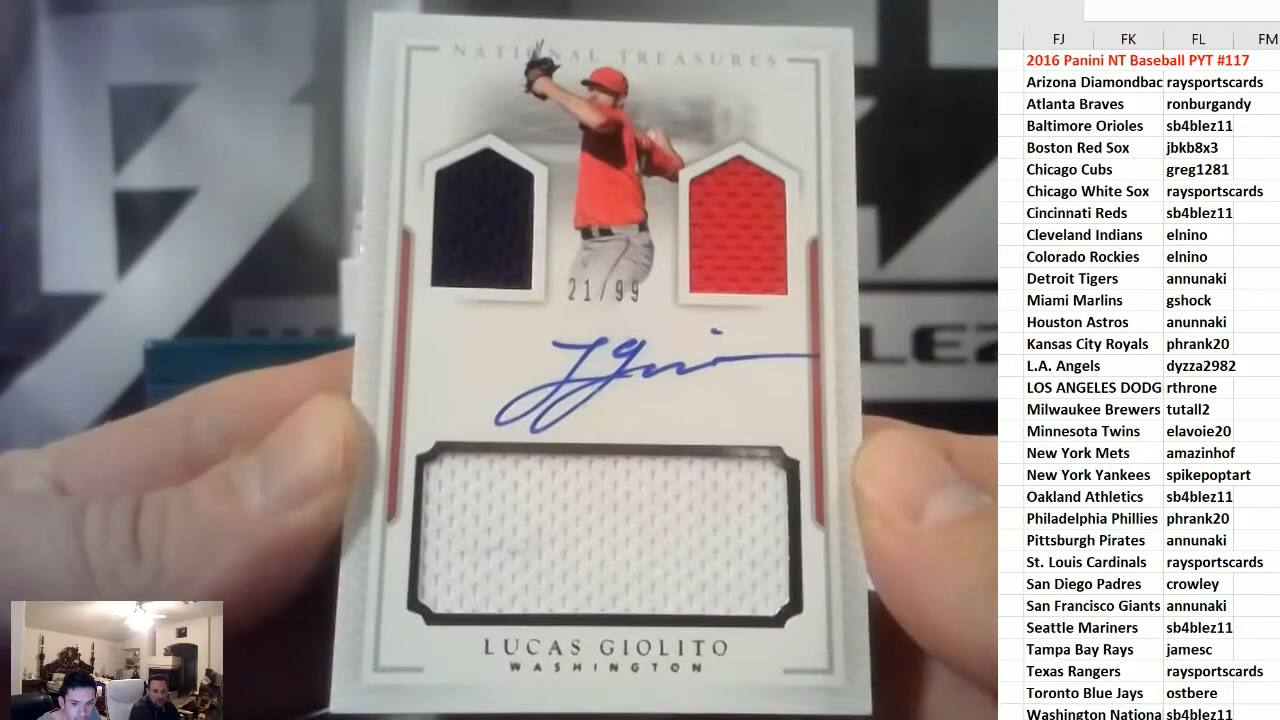 NATIONAL TREASURES
21/99
LUCAS GIOLITO
WASHINGTON
FJ FK FL FM
2016 Panini NT Baseball PYT #117
Arizona Diamondbac raysportscards
Atlanta Braves ronburgandy
Baltimore Orioles sb4blez11
Boston Red Sox jbkb8x3
Chicago Cubs greg1281
Chicago White Sox raysportscards
Cincinnati Reds sb4blez11
Cleveland Indians elnino
Colorado Rockies elnino
Detroit Tigers annunaki
Miami Marlins gshock
Houston Astros anunnaki
Kansas City Royals phrank20
L.A. Angels dyzza2982
LOS ANGELES DODG rthrone
Milwaukee Brewers tutall2
Minnesota Twins elavoie20
New York Mets amazinhof
New York Yankees spikepoptart
Oakland Athletics sb4blez11
Philadelphia Phillies phrank20
Pittsburgh Pirates annunaki
St. Louis Cardinals raysportscards
San Diego Padres crowley
San Francisco Giants annunaki
Seattle Mariners sb4blez11
Tampa Bay Rays jamesc
Texas Rangers raysportscards
Toronto Blue Jays ostbere
Washington Nationa sb4blez11